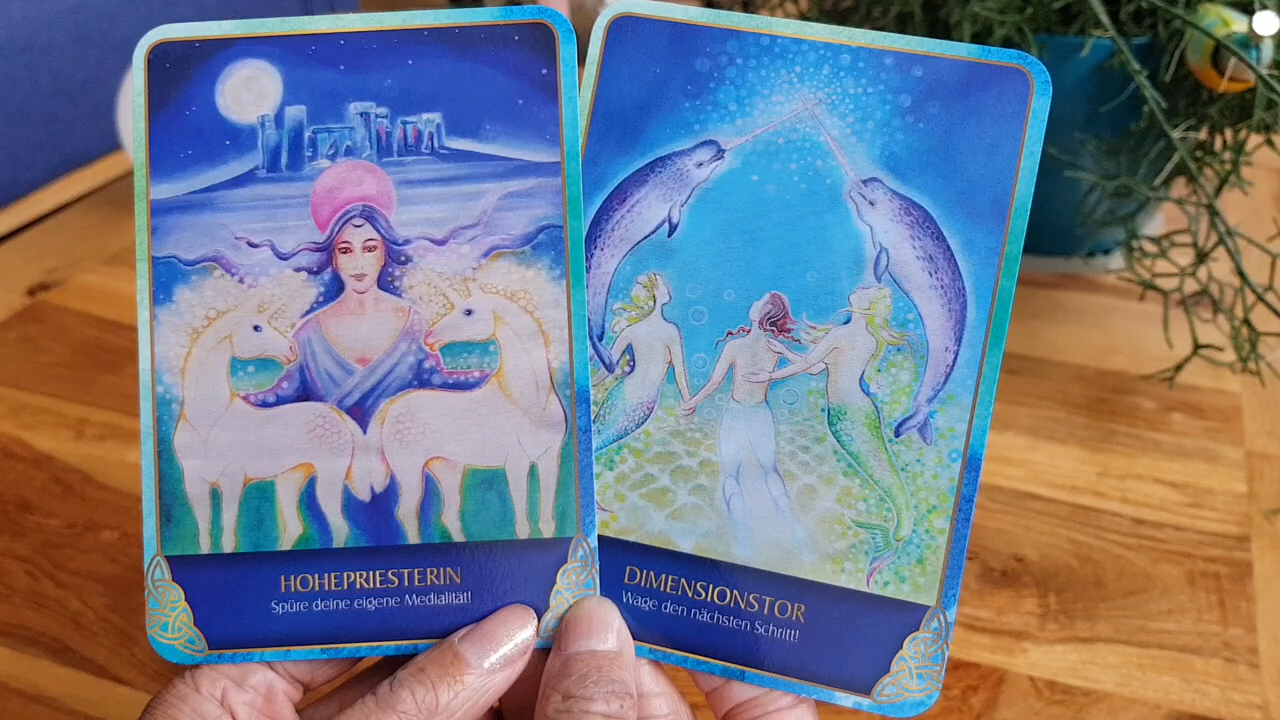 HOHEPRIESTERIN
Spüre deine eigene Medialität!
DIMENSIONSTOR
Wage den nächsten Schritt!